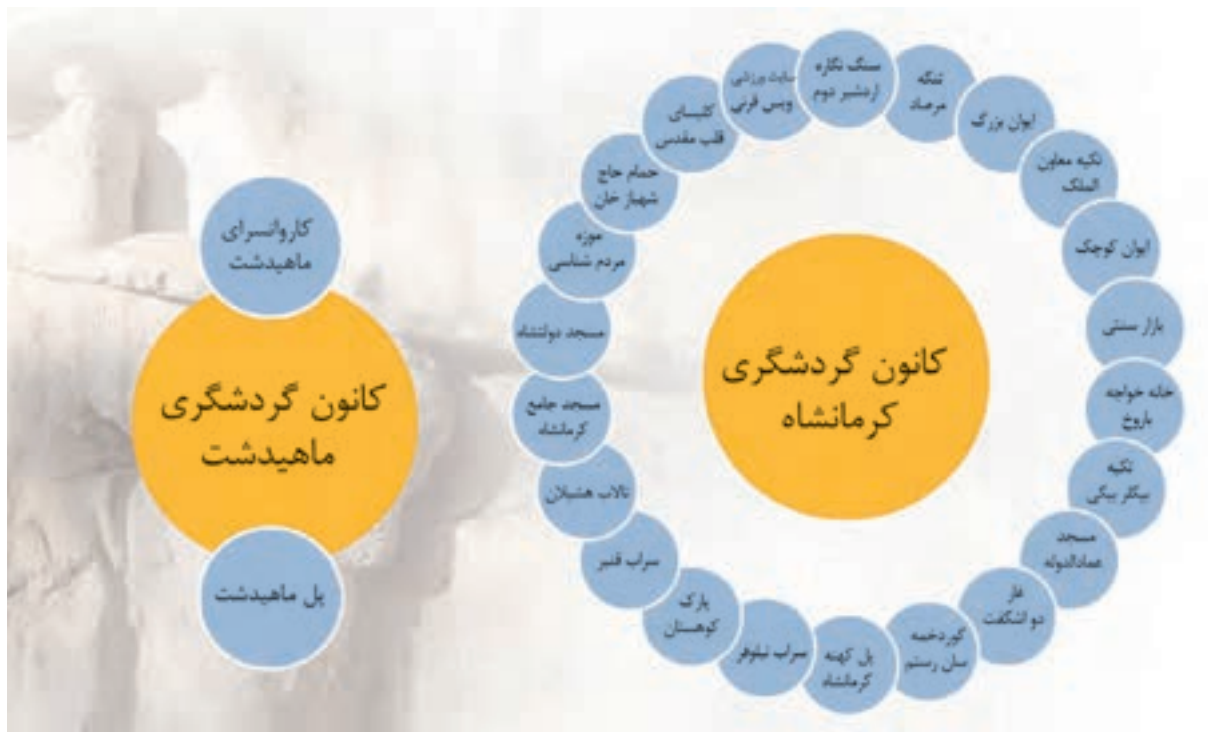 سنگ نگاره
اردشیر دوم
تنگه
مرصاد
ایوان بزرگ
تکیه معاون
الملک
ایوان کوچک
بازار سنتی
خانه خواجه
باروخ
تکیه
بیگلر بیگی
مسجد
عمادالدوله
غار
دو اشکفت
گوردخمه
سان رستم
پل کهنه
کرمانشاه
سراب نیلوفر
پارک
کوهستان
سراب قنبر
تالاب هشیلان
مسجد جامع
کرمانشاه
مسجد دولتشاه
موزه
مردم شناسی
حمام حاج
شهباز خان
کلیسای
قلب مقدس
سایت ورزشی
ویس قرنی
کانون گردشگری
کرمانشاه
کاروانسرای
ماهیدشت
کانون گردشگری
ماهیدشت
پل ماهیدشت